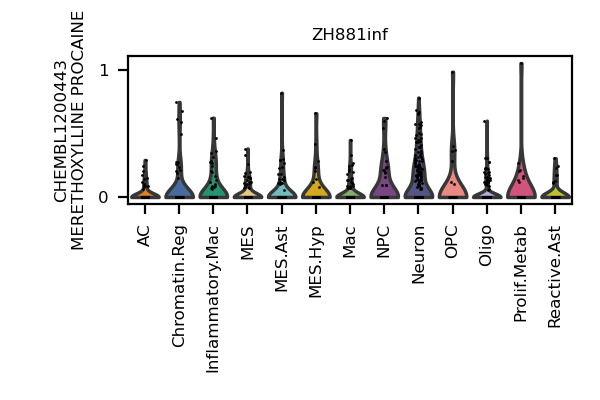 ZH881inf
CHEMBL1200443
MERETHOXYLLINE PROCAINE
1
0
AC
Chromatin.Reg
Inflammatory.Mac
MES
MES.Ast
MES.Hyp
Mac
NPC
Neuron
OPC
Oligo
Prolif.Metab
Reactive.Ast